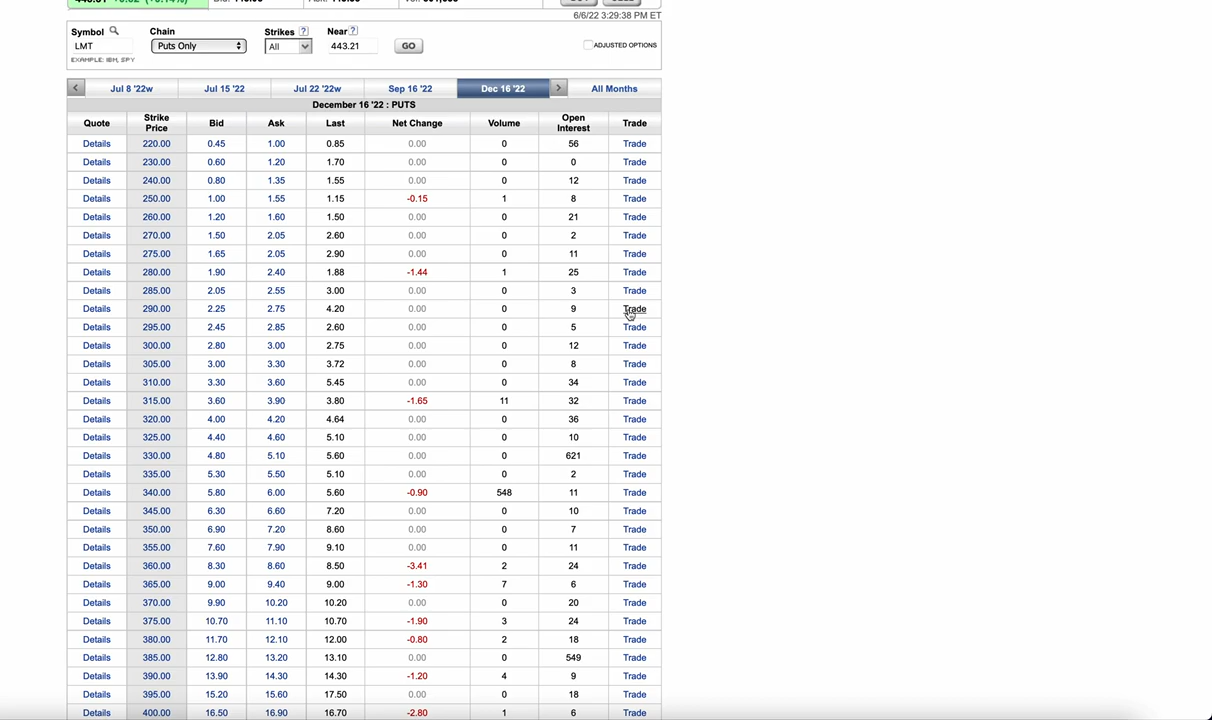 6/6/22 3:29:38 PM ET
Symbol Chain Strikes ? Near ?
LMT Puts Only All 443.21 GO ADJUSTED OPTIONS
EXAMPLE: IBM, SPY
Jul 8 '22w Jul 15 '22 Jul 22 '22w Sep 16 '22 Dec 16 '22 All Months
December 16 '22 : PUTS
Quote Strike Price Bid Ask Last Net Change Volume Open Interest Trade
Details 220.00 0.45 1.00 0.85 0.00 0 56 Trade
Details 230.00 0.60 1.20 1.70 0.00 0 0 Trade
Details 240.00 0.80 1.35 1.55 0.00 0 12 Trade
Details 250.00 1.00 1.55 1.15 -0.15 1 8 Trade
Details 260.00 1.20 1.60 1.50 0.00 0 21 Trade
Details 270.00 1.50 2.05 2.60 0.00 0 2 Trade
Details 275.00 1.65 2.05 2.90 0.00 0 11 Trade
Details 280.00 1.90 2.40 1.88 -1.44 1 25 Trade
Details 285.00 2.05 2.55 3.00 0.00 0 3 Trade
Details 290.00 2.25 2.75 4.20 0.00 0 9 Trade
Details 295.00 2.45 2.85 2.60 0.00 0 5 Trade
Details 300.00 2.80 3.00 2.75 0.00 0 12 Trade
Details 305.00 3.00 3.30 3.72 0.00 0 8 Trade
Details 310.00 3.30 3.60 5.45 0.00 0 34 Trade
Details 315.00 3.60 3.90 3.80 -1.65 11 32 Trade
Details 320.00 4.00 4.20 4.64 0.00 0 36 Trade
Details 325.00 4.40 4.60 5.10 0.00 0 10 Trade
Details 330.00 4.80 5.10 5.60 0.00 0 621 Trade
Details 335.00 5.30 5.50 5.10 0.00 0 2 Trade
Details 340.00 5.80 6.00 5.60 -0.90 548 11 Trade
Details 345.00 6.30 6.60 7.20 0.00 0 10 Trade
Details 350.00 6.90 7.20 8.60 0.00 0 7 Trade
Details 355.00 7.60 7.90 9.10 0.00 0 11 Trade
Details 360.00 8.30 8.60 8.50 -3.41 2 24 Trade
Details 365.00 9.00 9.40 9.00 -1.30 7 6 Trade
Details 370.00 9.90 10.20 10.20 0.00 0 20 Trade
Details 375.00 10.70 11.10 10.70 -1.90 3 24 Trade
Details 380.00 11.70 12.10 12.00 -0.80 2 18 Trade
Details 385.00 12.80 13.20 13.10 0.00 0 549 Trade
Details 390.00 13.90 14.30 14.30 -1.20 4 9 Trade
Details 395.00 15.20 15.60 17.50 0.00 0 18 Trade
Details 400.00 16.50 16.90 16.70 -2.80 1 6 Trade